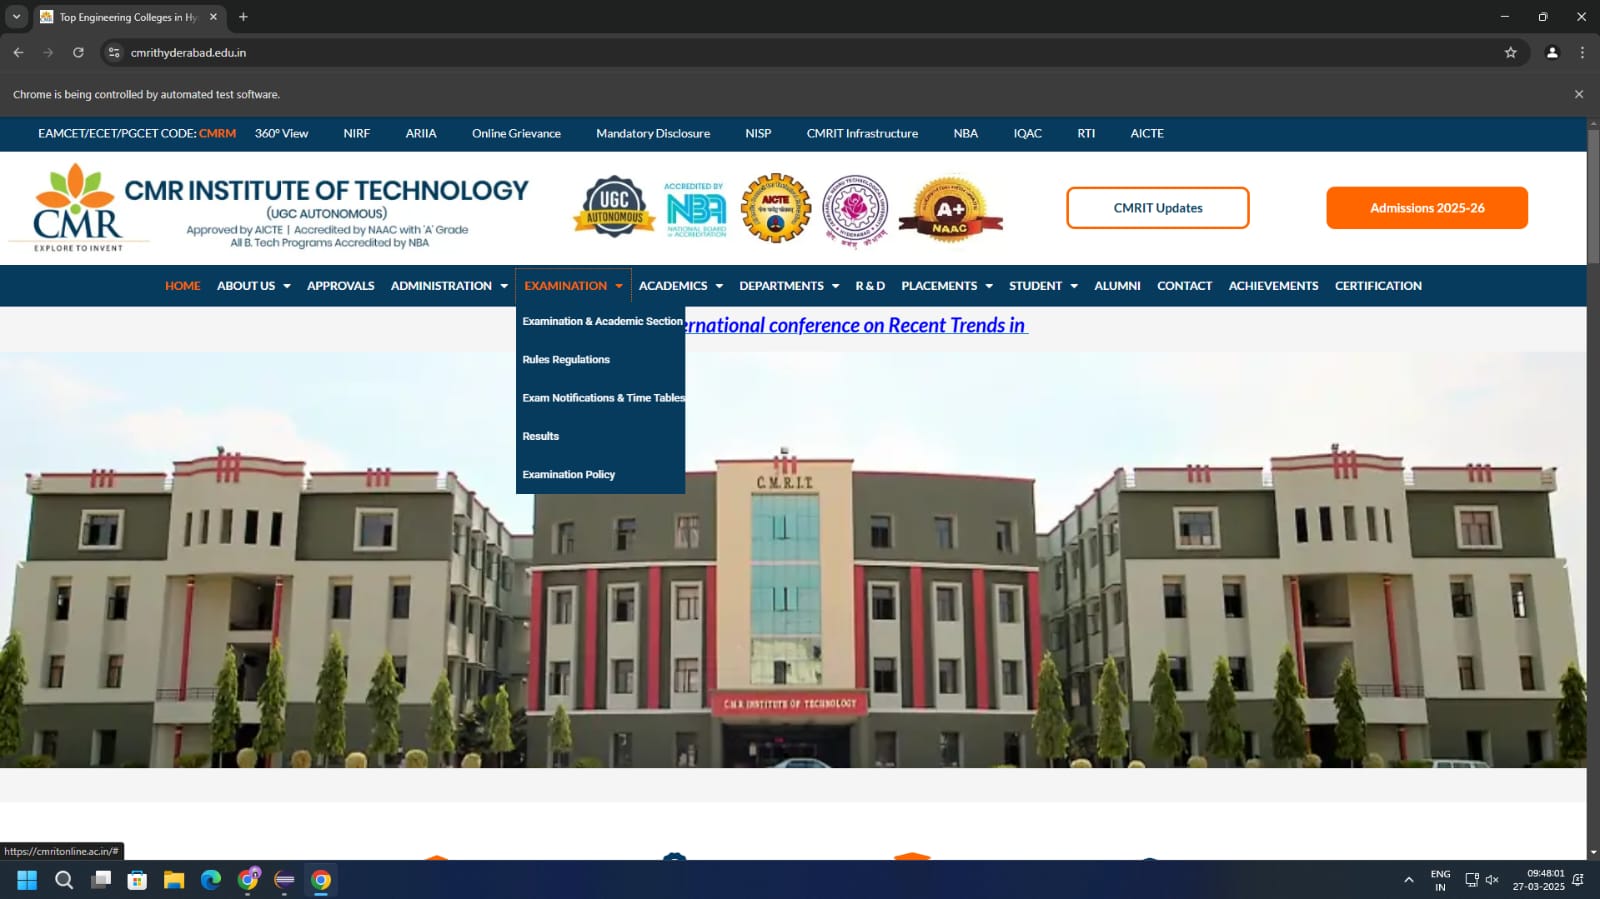 Top Engineering Colleges in Hy
cmrithyderabad.edu.in
Chrome is being controlled by automated test software.
EAMCET/ECET/PGCET CODE: CMRM 360° View NIRF ARIIA Online Grievance Mandatory Disclosure NISP CMRIT Infrastructure NBA IQAC RTI AICTE
CMR
EXPLORE TO INVENT
CMR INSTITUTE OF TECHNOLOGY
(UGC AUTONOMOUS)
Approved by AICTE | Accredited by NAAC with 'A' Grade
All B. Tech Programs Accredited by NBA
UGC
AUTONOMOUS
ACCREDITED BY
NBA
NATIONAL BOARD
of ACCREDITATION
AICTE
A+
NAAC
CMRIT Updates
Admissions 2025-26
HOME ABOUT US APPROVALS ADMINISTRATION EXAMINATION ACADEMICS DEPARTMENTS R & D PLACEMENTS STUDENT ALUMNI CONTACT ACHIEVEMENTS CERTIFICATION
ernational conference on Recent Trends in
Examination & Academic Section
Rules Regulations
Exam Notifications & Time Tables
Results
Examination Policy
C.M.R.I.T.
C.M.R INSTITUTE OF TECHNOLOGY
https://cmritonline.ac.in/#
ENG
IN
09:48:01
27-03-2025